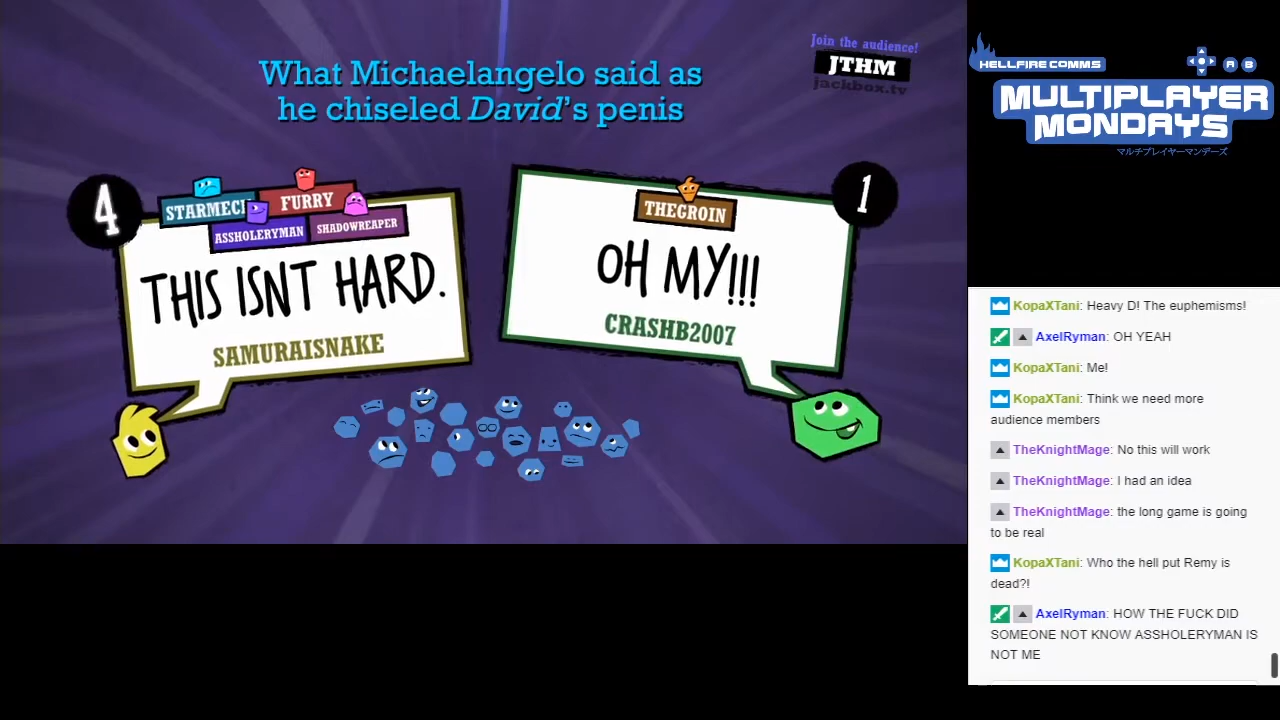 What Michaelangelo said as
he chiseled David's penis
Join the audience!
JTHM
jackbox.tv
4
STARMECH
FURRY
ASSHOLERYMAN
SHADOWREAPER
THIS ISNT HARD.
SAMURAISNAKE
1
THEGROIN
OH MY!!!
CRASHB2007
HELLFIRE COMMS
A B
MULTIPLAYER
MONDAYS
マルチプレイヤーマンデーズ
KopaXTani: Heavy D! The euphemisms!
AxelRyman: OH YEAH
KopaXTani: Me!
KopaXTani: Think we need more
audience members
TheKnightMage: No this will work
TheKnightMage: I had an idea
TheKnightMage: the long game is going
to be real
KopaXTani: Who the hell put Remy is
dead?!
AxelRyman: HOW THE FUCK DID
SOMEONE NOT KNOW ASSHOLERYMAN IS
NOT ME